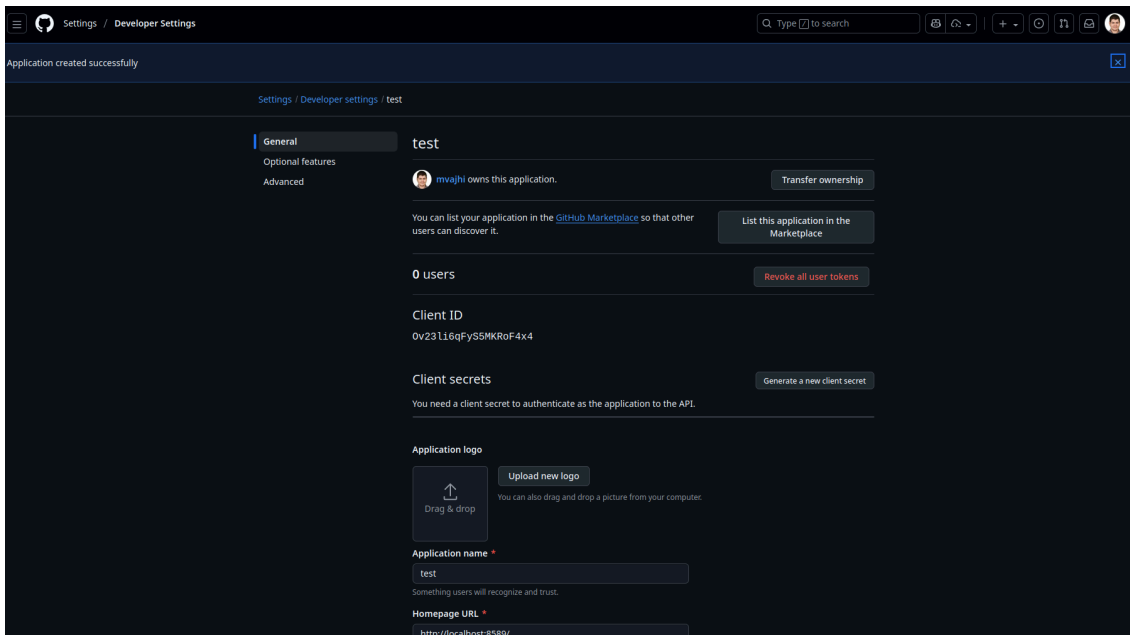 Settings / Developer Settings
Type / to search
Application created successfully
Settings / Developer settings / test
General
Optional features
Advanced
test
mvajhi owns this application.
Transfer ownership
You can list your application in the GitHub Marketplace so that other
users can discover it.
List this application in the
Marketplace
0 users
Revoke all user tokens
Client ID
Ov23li6qFyS5MKRoF4x4
Client secrets
Generate a new client secret
You need a client secret to authenticate as the application to the API.
Application logo
Drag & drop
Upload new logo
You can also drag and drop a picture from your computer.
Application name *
test
Something users will recognize and trust.
Homepage URL *
http://localhost:8589/